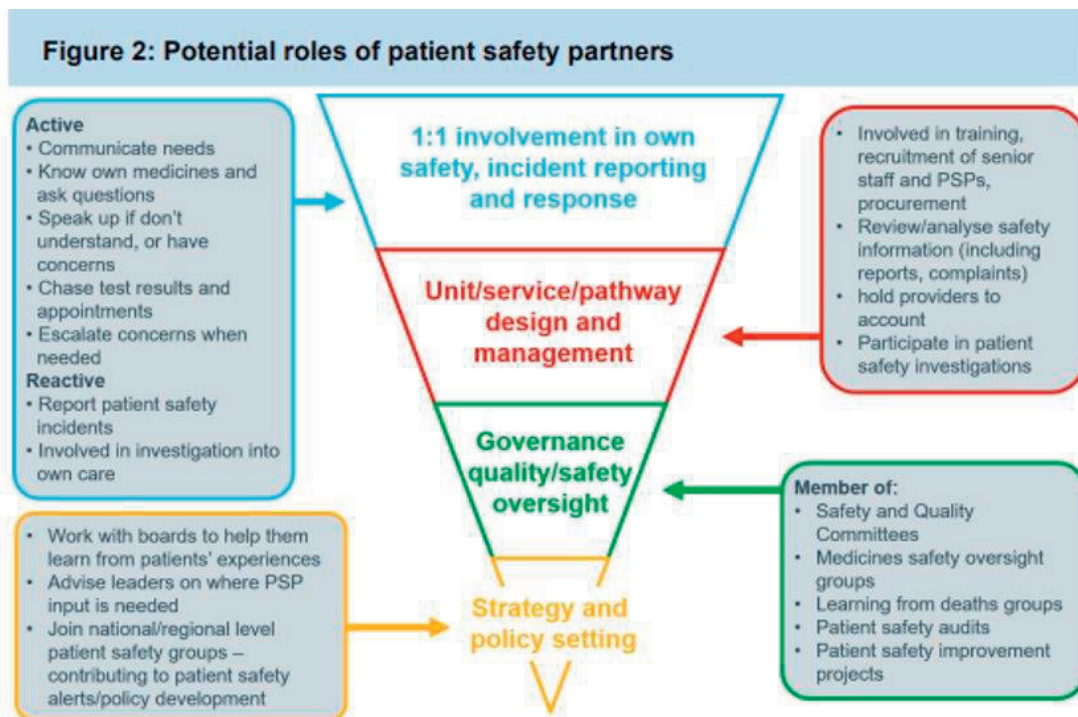 Figure 2: Potential roles of patient safety partners
Active
• Communicate needs
• Know own medicines and
ask questions
• Speak up if don't
understand, or have
concerns
• Chase test results and
appointments
• Escalate concerns when
needed
Reactive
• Report patient safety
incidents
• Involved in investigation into
own care
1:1 involvement in own
safety, incident reporting
and response
• Involved in training,
recruitment of senior
staff and PSPs,
procurement
• Review/analyse safety
information (including
reports, complaints)
• hold providers to
account
• Participate in patient
safety investigations
Unit/service/pathway
design and
management
Governance
quality/safety
oversight
Member of:
• Safety and Quality
Committees
• Medicines safety oversight
groups
• Learning from deaths groups
• Patient safety audits
• Patient safety improvement
projects
• Work with boards to help them
learn from patients' experiences
• Advise leaders on where PSP
input is needed
• Join national/regional level
patient safety groups –
contributing to patient safety
alerts/policy development
Strategy and
policy setting